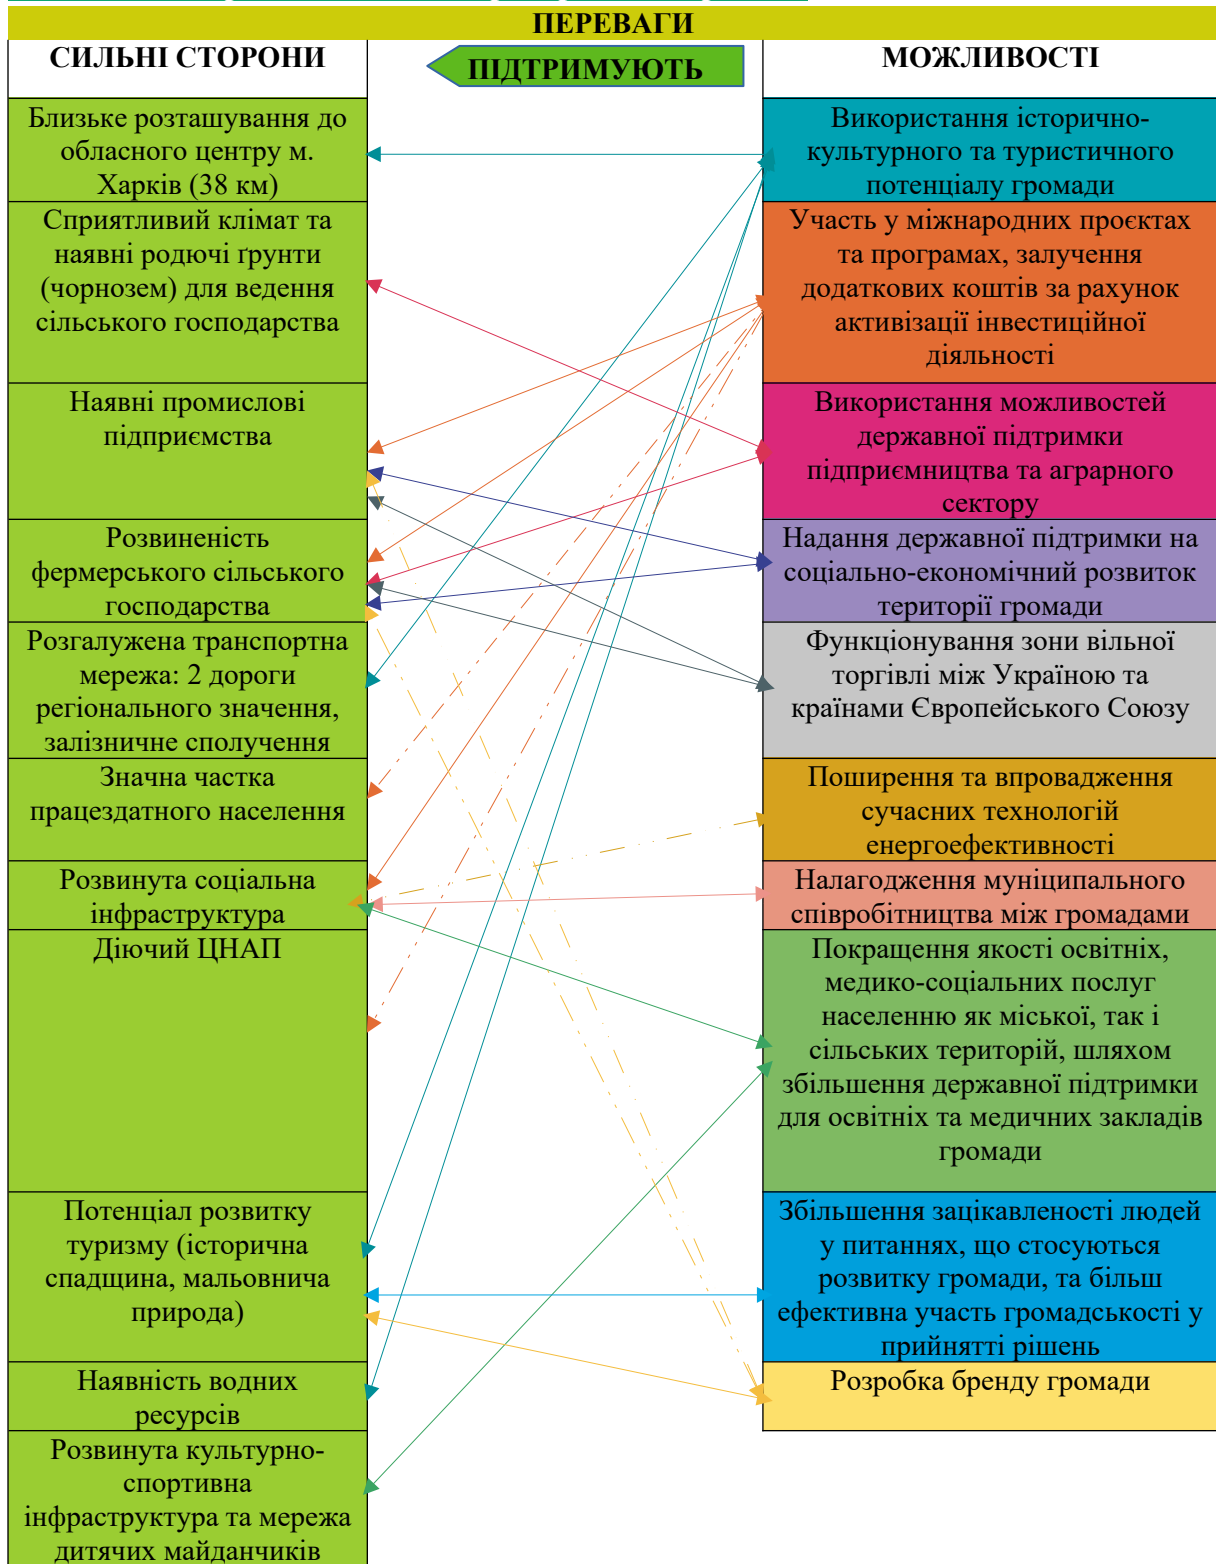 ПЕРЕВАГИ
СИЛЬНІ СТОРОНИ
ПІДТРИМУЮТЬ
МОЖЛИВОСТІ
Близьке розташування до
обласного центру м.
Харків (38 км)
Сприятливий клімат та
наявні родючі ґрунти
(чорнозем) для ведення
сільського господарства
Наявні промислові
підприємства
Розвиненість
фермерського сільського
господарства
Розгалужена транспортна
мережа: 2 дороги
регіонального значення,
залізничне сполучення
Значна частка
працездатного населення
Розвинута соціальна
інфраструктура
Діючий ЦНАП
Потенціал розвитку
туризму (історична
спадщина, мальовнича
природа)
Наявність водних
ресурсів
Розвинута культурно-
спортивна
інфраструктура та мережа
дитячих майданчиків
Використання історично-
культурного та туристичного
потенціалу громади
Участь у міжнародних проєктах
та програмах, залучення
додаткових коштів за рахунок
активізації інвестиційної
діяльності
Використання можливостей
державної підтримки
підприємництва та аграрного
сектору
Надання державної підтримки на
соціально-економічний розвиток
території громади
Функціонування зони вільної
торгівлі між Україною та
країнами Європейського Союзу
Поширення та впровадження
сучасних технологій
енергоефективності
Налагодження муніципального
співробітництва між громадами
Покращення якості освітніх,
медико-соціальних послуг
населенню як міської, так і
сільських територій, шляхом
збільшення державної підтримки
для освітніх та медичних закладів
громади
Збільшення зацікавленості людей
у питаннях, що стосуються
розвитку громади, та більш
ефективна участь громадськості у
прийнятті рішень
Розробка бренду громади